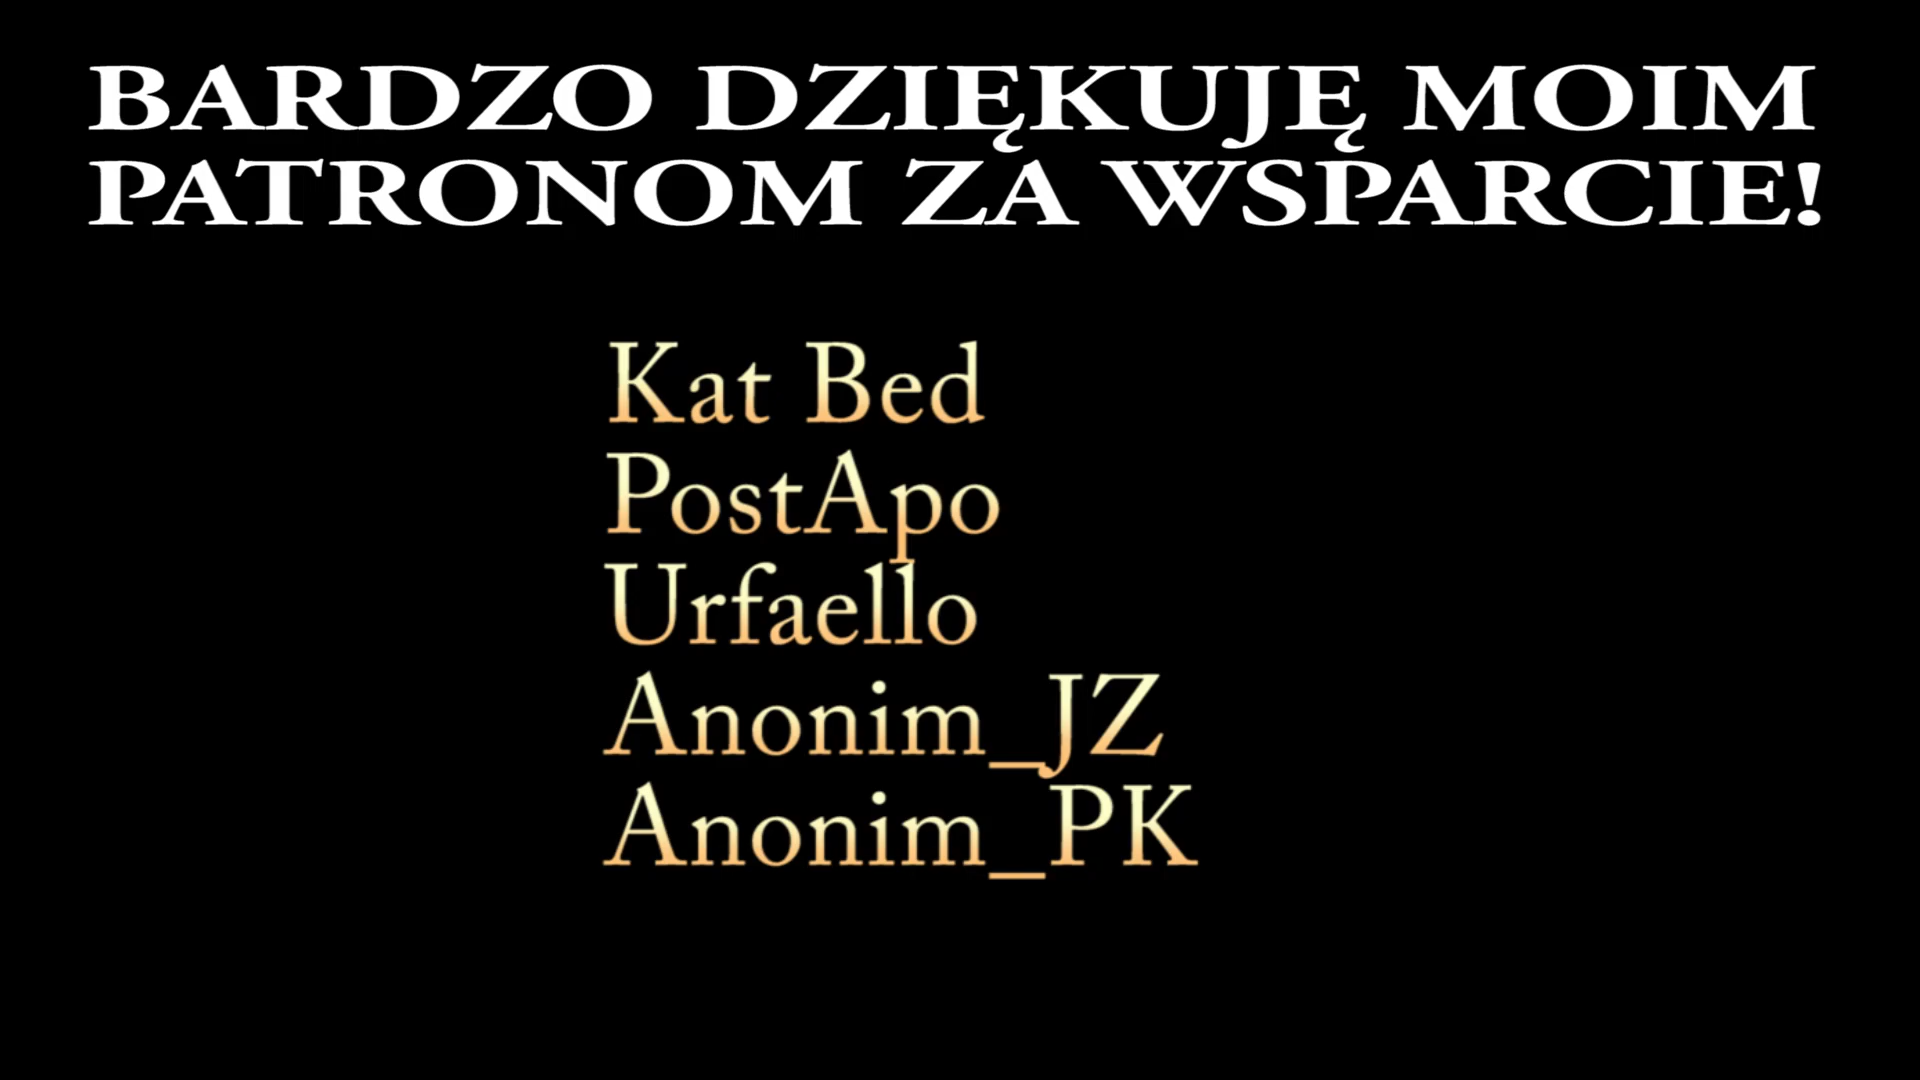 BARDZO DZIĘKUJĘ MOIM
PATRONOM ZA WSPARCIE!
Kat Bed
PostApo
Urfaello
Anonim_JZ
Anonim_PK